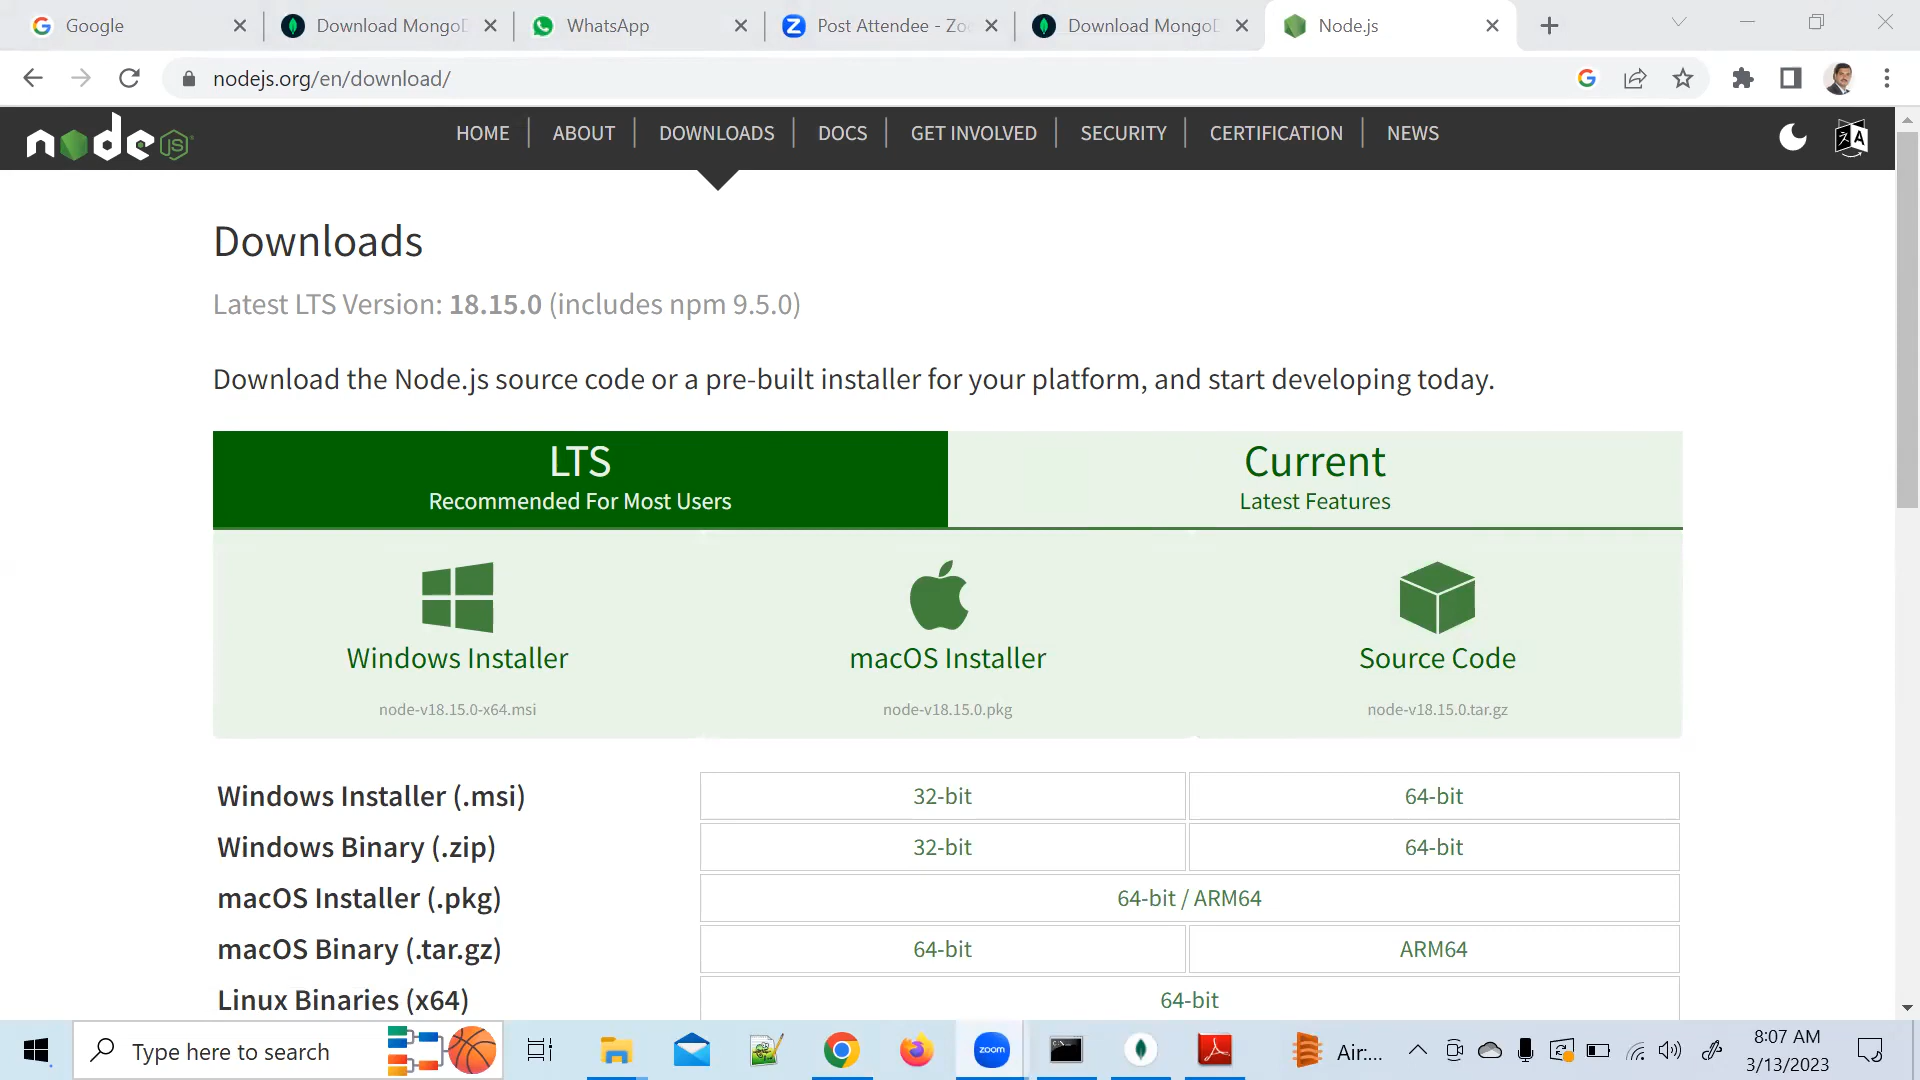 Google
Download MongoD
WhatsApp
Post Attendee - Zo
Download MongoD
Node.js
nodejs.org/en/download/
node JS
HOME
ABOUT
DOWNLOADS
DOCS
GET INVOLVED
SECURITY
CERTIFICATION
NEWS
Downloads
Latest LTS Version: 18.15.0 (includes npm 9.5.0)
Download the Node.js source code or a pre-built installer for your platform, and start developing today.
LTS
Recommended For Most Users
Current
Latest Features
Windows Installer
node-v18.15.0-x64.msi
macOS Installer
node-v18.15.0.pkg
Source Code
node-v18.15.0.tar.gz
Windows Installer (.msi)
32-bit
64-bit
Windows Binary (.zip)
32-bit
64-bit
macOS Installer (.pkg)
64-bit / ARM64
macOS Binary (.tar.gz)
64-bit
ARM64
Linux Binaries (x64)
64-bit
Type here to search
zoom
Air:...
8:07 AM
3/13/2023